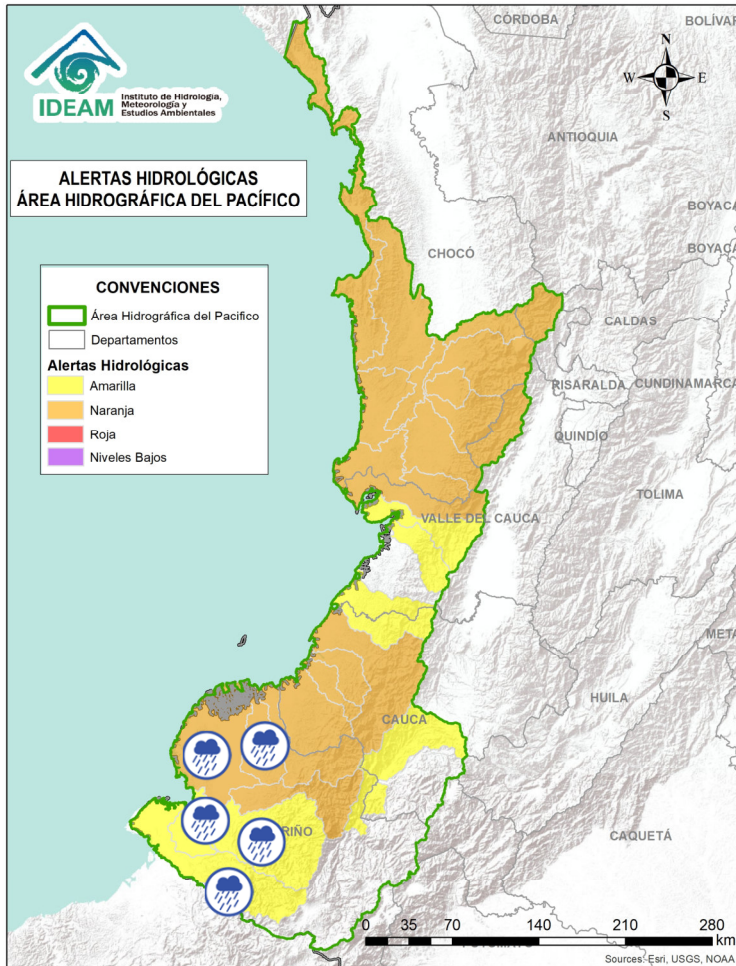 CÓRDOBA
BOLÍVAR
IDEAM
Instituto de Hidrología,
Meteorología y
Estudios Ambientales
N
W
E
S
ANTIOQUIA
ALERTAS HIDROLÓGICAS
ÁREA HIDROGRÁFICA DEL PACÍFICO
BOYACÁ
BOYACÁ
CHOCÓ
CONVENCIONES
Área Hidrográfica del Pacifico
Departamentos
Alertas Hidrológicas
Amarilla
Naranja
Roja
Niveles Bajos
CALDAS
RISARALDA
CUNDINAMARCA
QUINDÍO
TOLIMA
VALLE DEL CAUCA
META
HUILA
CAUCA
RIÑO
CAQUETÁ
0 35 70 140 210 280
km
Sources: Esri, USGS, NOAA